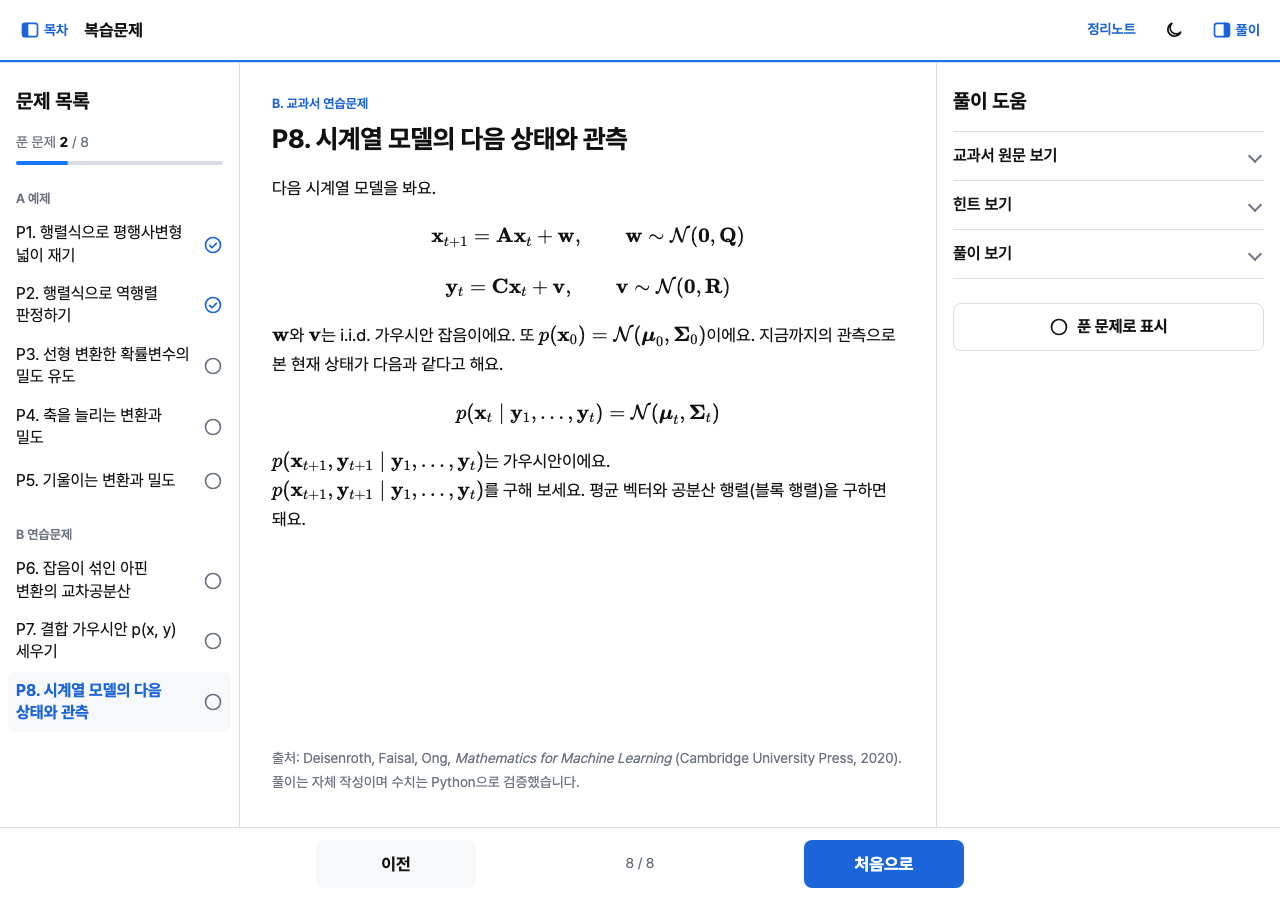 목차
복습문제
정리노트
풀이
문제 목록
푼 문제 2 / 8
A 예제
P1. 행렬식으로 평행사변형
넓이 재기
P2. 행렬식으로 역행렬
판정하기
P3. 선형 변환한 확률변수의
밀도 유도
P4. 축을 늘리는 변환과
밀도
P5. 기울이는 변환과 밀도
B 연습문제
P6. 잡음이 섞인 아핀
변환의 교차공분산
P7. 결합 가우시안 p(x, y)
세우기
P8. 시계열 모델의 다음
상태와 관측
B. 교과서 연습문제
P8. 시계열 모델의 다음 상태와 관측
다음 시계열 모델을 봐요.
x_{t+1} = Ax_t + w, w ∼ 𝒩(0, Q)
y_t = Cx_t + v, v ∼ 𝒩(0, R)
w와 v는 i.i.d. 가우시안 잡음이에요. 또 p(x_0) = 𝒩(μ_0, Σ_0)이에요. 지금까지의 관측으로
본 현재 상태가 다음과 같다고 해요.
p(x_t | y_1, . . . , y_t) = 𝒩(μ_t, Σ_t)
p(x_{t+1}, y_{t+1} | y_1, . . . , y_t)는 가우시안이에요.
p(x_{t+1}, y_{t+1} | y_1, . . . , y_t)를 구해 보세요. 평균 벡터와 공분산 행렬(블록 행렬)을 구하면
돼요.
출처: Deisenroth, Faisal, Ong, Mathematics for Machine Learning (Cambridge University Press, 2020).
풀이는 자체 작성이며 수치는 Python으로 검증했습니다.
풀이 도움
교과서 원문 보기
힌트 보기
풀이 보기
푼 문제로 표시
이전
8 / 8
처음으로